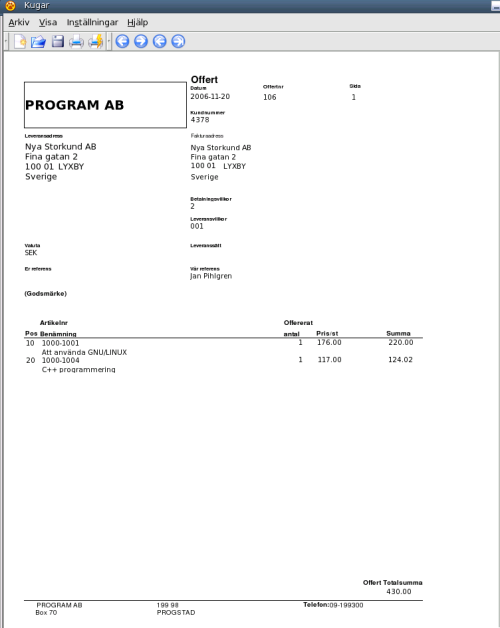 Kugar
Arkiv Visa Inställningar Hjälp
Offert
Datum Offertnr Sida
2006-11-20 106 1
PROGRAM AB
Kundnummer
4378
Leveransadress Fakturaadress
Nya Storkund AB Nya Storkund AB
Fina gatan 2 Fina gatan 2
100 01 LYXBY 100 01 LYXBY
Sverige Sverige
Betalningsvillkor
2
Leveransvillkor
001
Valuta Leveranssätt
SEK
Er referens Vår referens
Jan Pihlgren
(Godsmärke)
Artikelnr Offererat
Pos Benämning antal Pris/st Summa
10 1000-1001 1 176.00 220.00
Att använda GNU/LINUX
20 1000-1004 1 117.00 124.02
C++ programmering
Offert Totalsumma
430.00
PROGRAM AB 199 98 Telefon:09-199300
Box 70 PROGSTAD